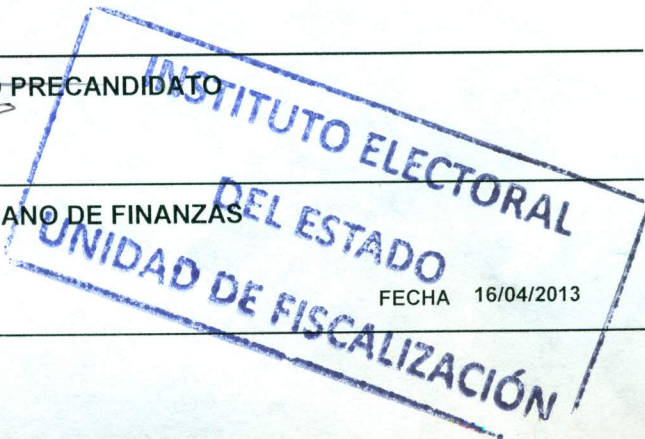 PRECANDIDATO
INSTITUTO ELECTORAL
DEL ESTADO
ANO DE FINANZAS
UNIDAD DE FISCALIZACIÓN
FECHA 16/04/2013